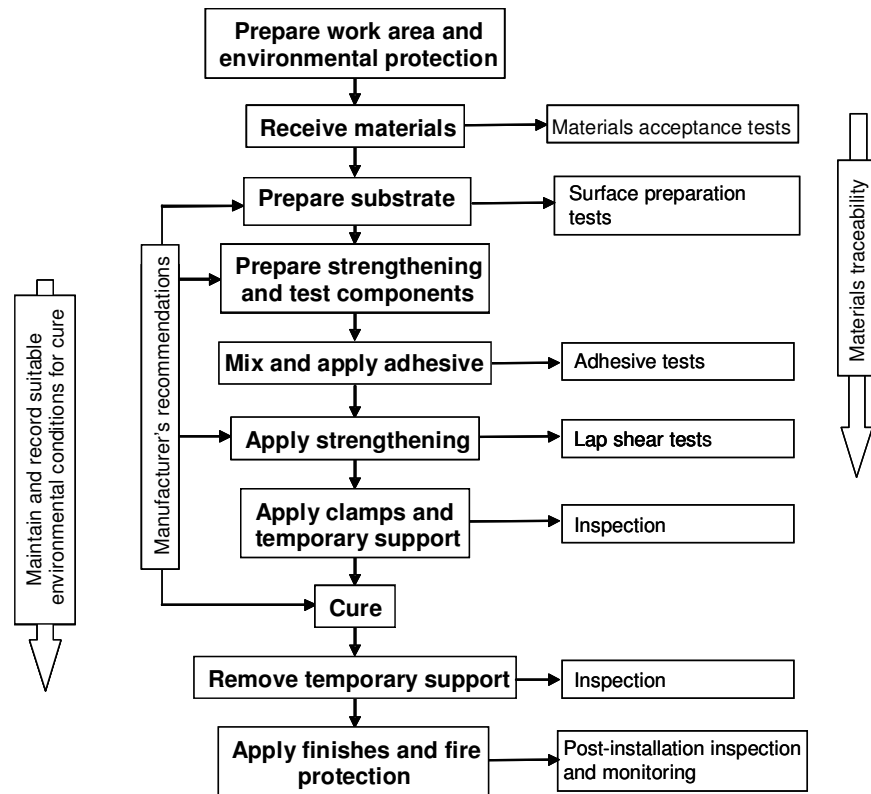 Prepare work area and
environmental protection
Receive materials
Materials acceptance tests
Prepare substrate
Surface preparation
tests
Prepare strengthening
and test components
Mix and apply adhesive
Adhesive tests
Apply strengthening
Lap shear tests
Apply clamps and
temporary support
Inspection
Cure
Remove temporary support
Inspection
Apply finishes and fire
protection
Post-installation inspection
and monitoring
Maintain and record suitable
environmental conditions for cure
Manufacturer's recommendations
Materials traceability